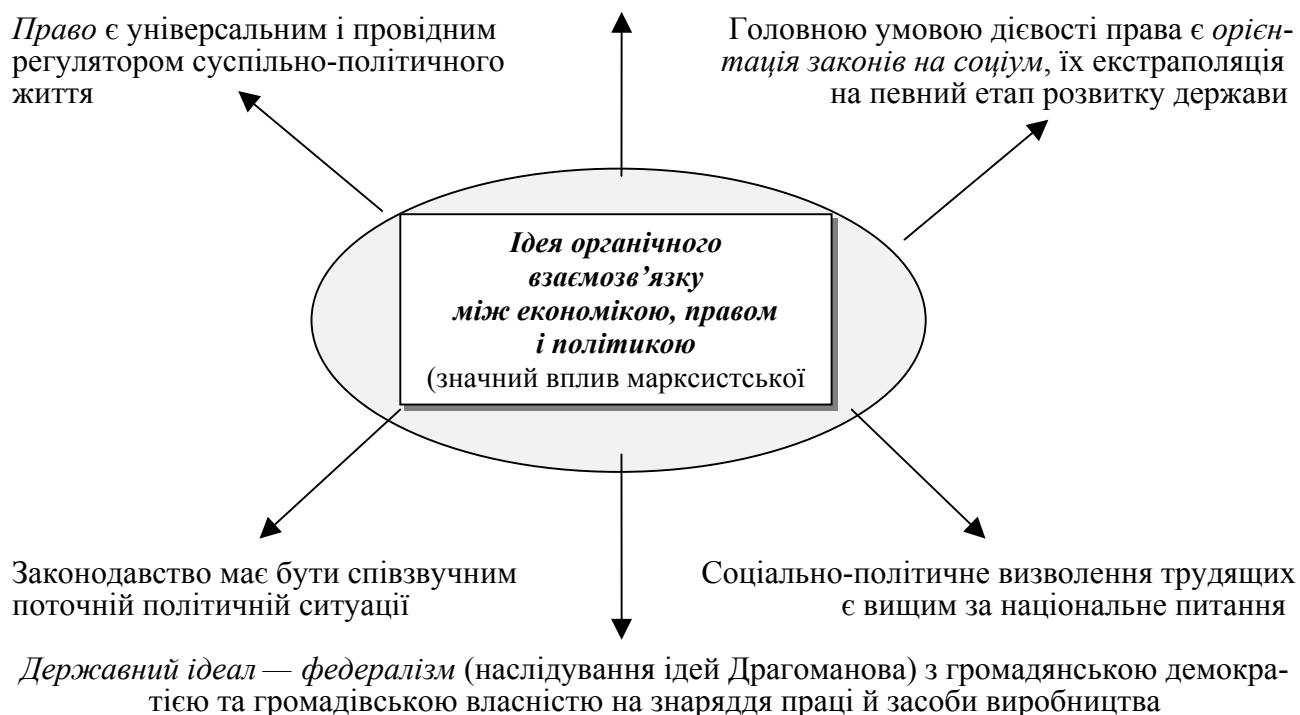 Право є універсальним і провідним
регулятором суспільно-політичного
життя
Головною умовою дієвості права є орієн-
тація законів на соціум, їх екстраполяція
на певний етап розвитку держави
Ідея органічного
взаємозв’язку
між економікою, правом
і політикою
(значний вплив марксистської
Законодавство має бути співзвучним
поточній політичній ситуації
Соціально-політичне визволення трудящих
є вищим за національне питання
Державний ідеал — федералізм (наслідування ідей Драгоманова) з громадянською демокра-
тією та громадівською власністю на знаряддя праці й засоби виробництва